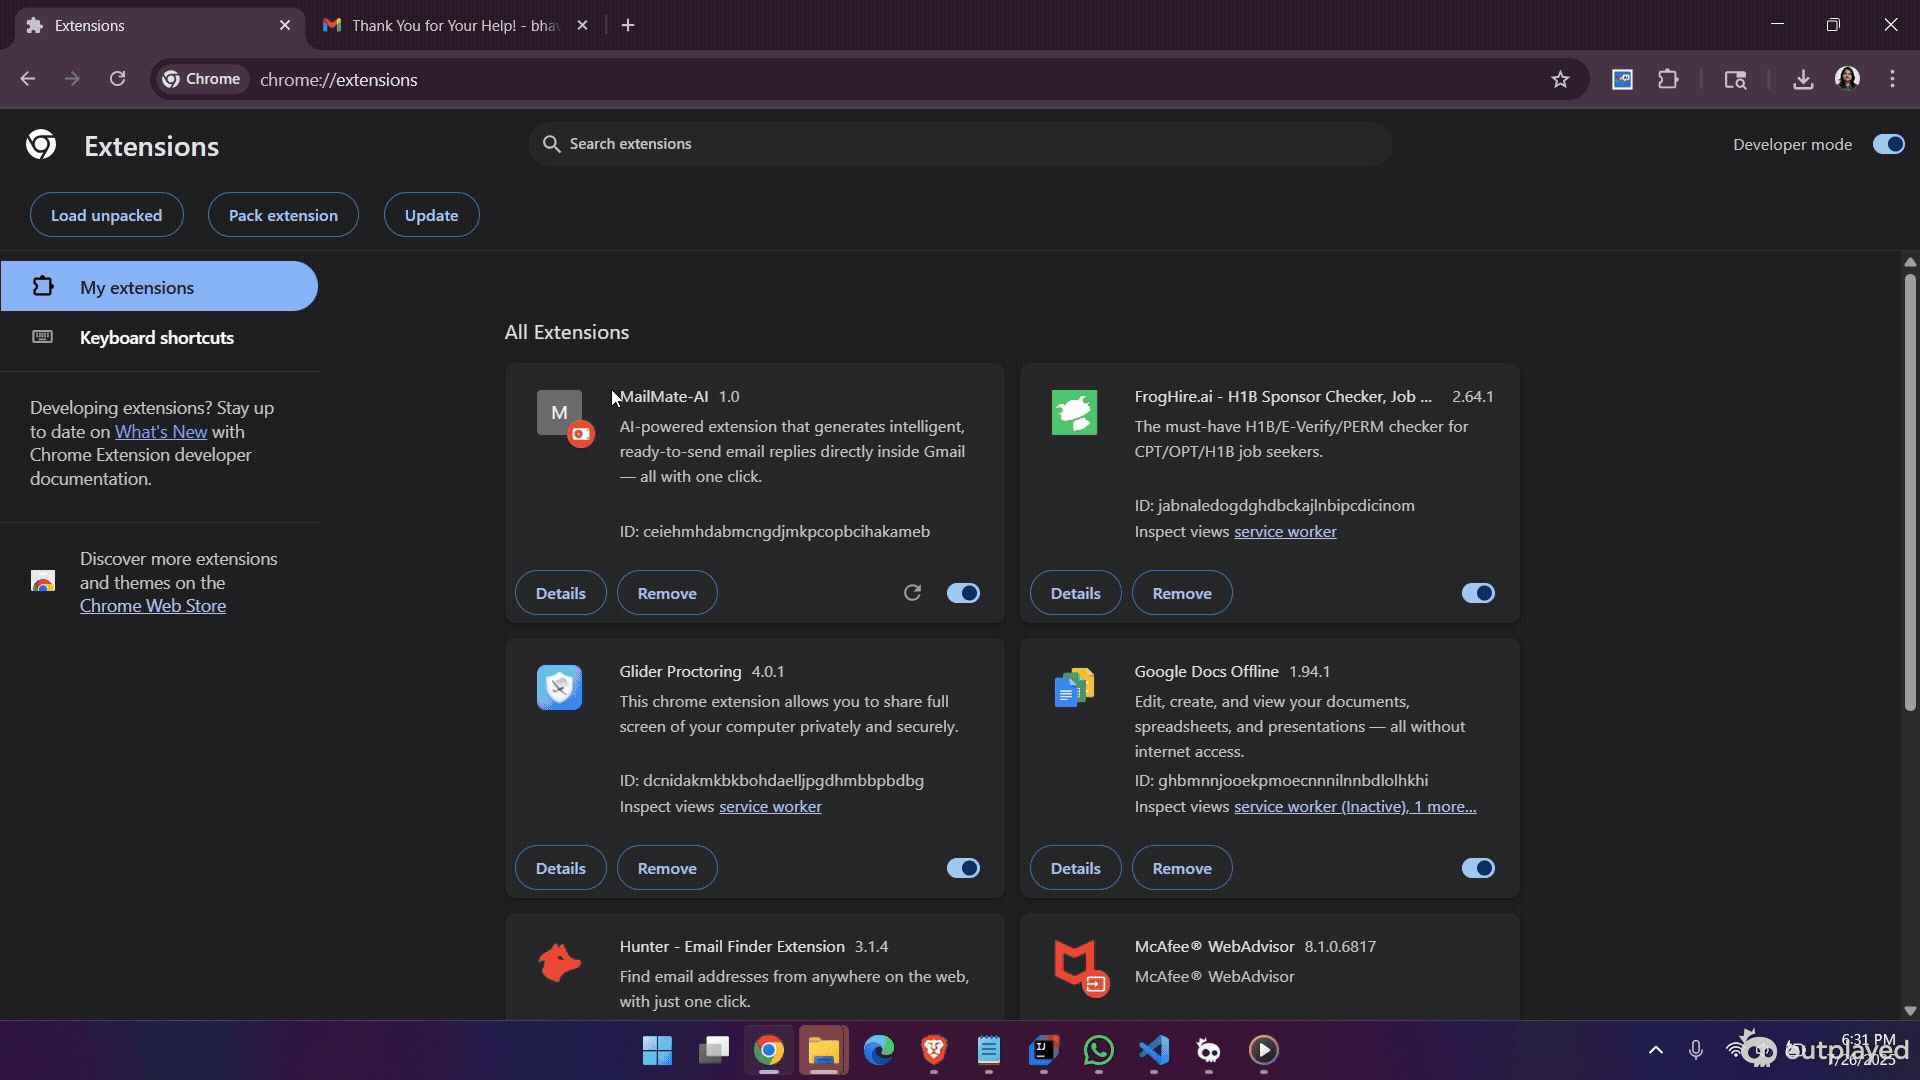 Extensions
Thank You for Your Help! - bha
Chrome
chrome://extensions
Extensions
Search extensions
Developer mode
Load unpacked
Pack extension
Update
My extensions
Keyboard shortcuts
Developing extensions? Stay up
to date on What's New with
Chrome Extension developer
documentation.
Discover more extensions
and themes on the
Chrome Web Store
All Extensions
M
MailMate-AI 1.0
AI-powered extension that generates intelligent,
ready-to-send email replies directly inside Gmail
— all with one click.
ID: ceiehmhdabmcngdjmkpcopbcihakameb
Details
Remove
FrogHire.ai - H1B Sponsor Checker, Job ... 2.64.1
The must-have H1B/E-Verify/PERM checker for
CPT/OPT/H1B job seekers.
ID: jabnaledogdghdbckajlnbipcdicinom
Inspect views service worker
Details
Remove
Glider Proctoring 4.0.1
This chrome extension allows you to share full
screen of your computer privately and securely.
ID: dcnidakmkbkbohdaelljpgdhmbbpbdbg
Inspect views service worker
Details
Remove
Google Docs Offline 1.94.1
Edit, create, and view your documents,
spreadsheets, and presentations — all without
internet access.
ID: ghbmnnjooekpmoecnnnilnnbdlolhkhi
Inspect views service worker (Inactive), 1 more...
Details
Remove
Hunter - Email Finder Extension 3.1.4
Find email addresses from anywhere on the web,
with just one click.
McAfee® WebAdvisor 8.1.0.6817
McAfee® WebAdvisor
IJ
6:31 PM
outplayed